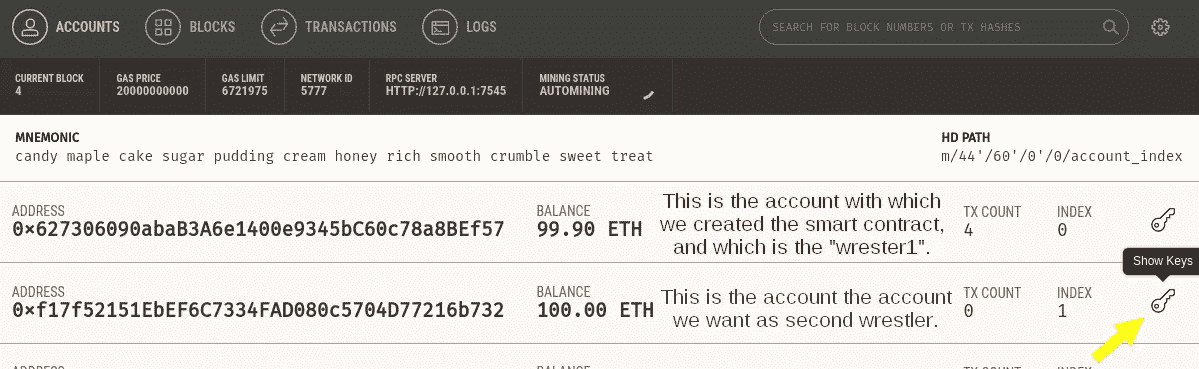 ACCOUNTS
BLOCKS
TRANSACTIONS
LOGS
SEARCH FOR BLOCK NUMBERS OR TX HASHES
CURRENT BLOCK
4
GAS PRICE
20000000000
GAS LIMIT
6721975
NETWORK ID
5777
RPC SERVER
HTTP://127.0.0.1:7545
MINING STATUS
AUTOMINING
MNEMONIC
candy maple cake sugar pudding cream honey rich smooth crumble sweet treat
HD PATH
m/44'/60'/0'/0/account_index
ADDRESS
0×627306090abaB3A6e1400e9345bC60c78a8BEf57
BALANCE
99.90 ETH
This is the account with which
we created the smart contract,
and which is the "wrester1".
TX COUNT
4
INDEX
0
Show Keys
ADDRESS
0×f17f52151EbEF6C7334FAD080c5704D77216b732
BALANCE
100.00 ETH
This is the account the account
we want as second wrestler.
TX COUNT
0
INDEX
1